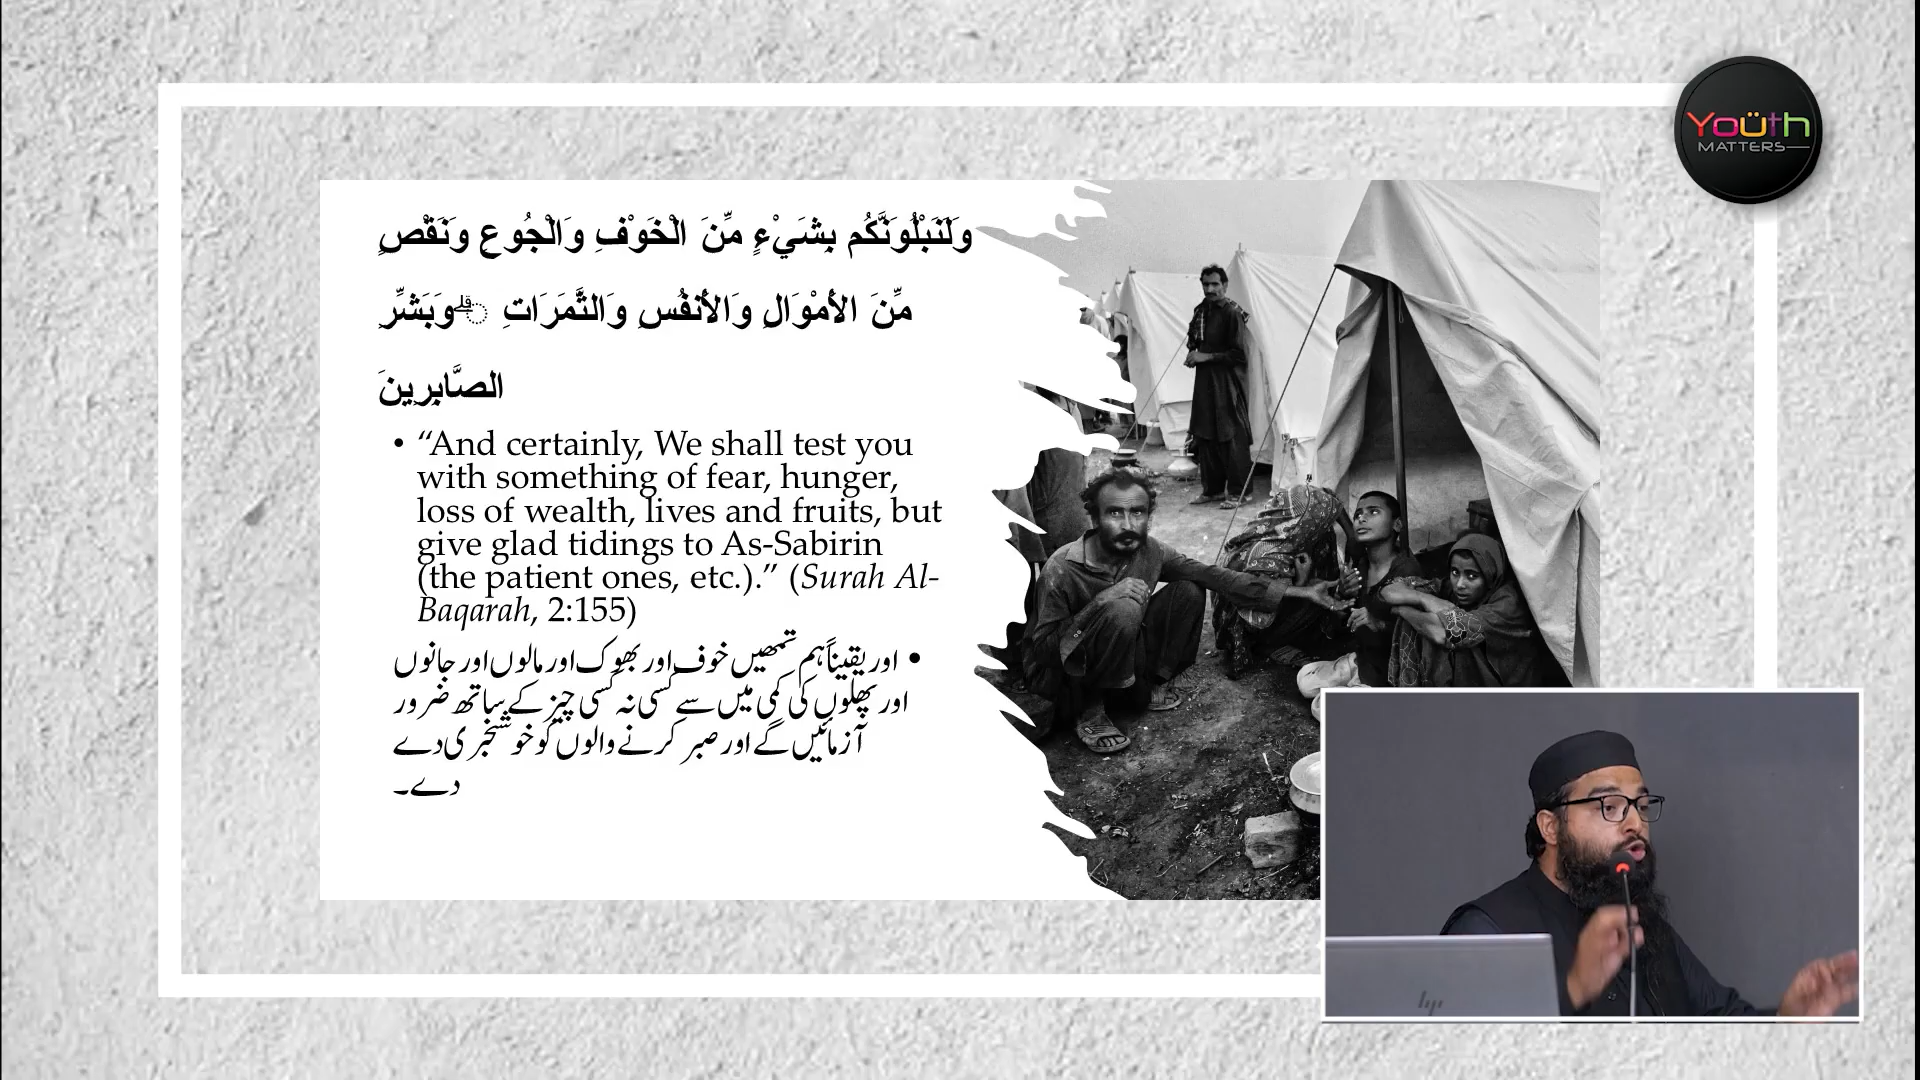 Yoüth
MATTERS
وَلَنَبْلُوَنَّكُم بِشَيْءٍ مِّنَ الْخَوْفِ وَالْجُوعِ وَنَقْصٍ
مِّنَ الأَمْوَالِ وَالأَنفُسِ وَالثَّمَرَاتِ ۗ وَبَشِّرِ
الصَّابِرِينَ
• “And certainly, We shall test you
with something of fear, hunger,
loss of wealth, lives and fruits, but
give glad tidings to As-Sabirin
(the patient ones, etc.).” (Surah Al-
Baqarah, 2:155)
• اور یقیناً ہم تمھیں خوف اور بھوک اور مالوں اور جانوں
اور پھلوں کی کمی میں سے کسی نہ کسی چیز کے ساتھ ضرور
آزمائیں گے اور صبر کرنے والوں کو خوشخبری دے
دے۔
hp